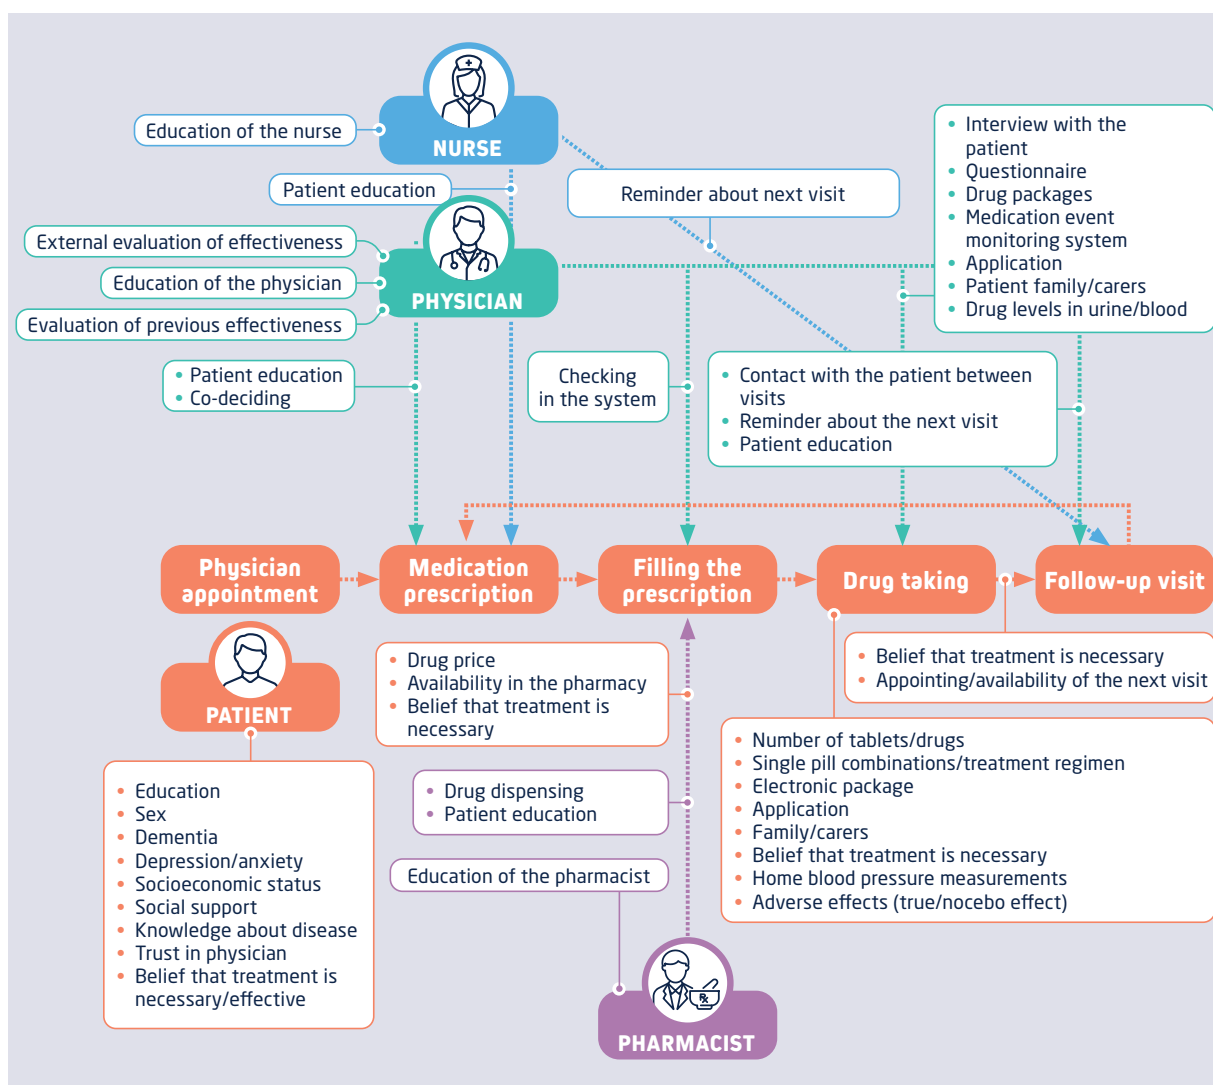 Education of the nurse
NURSE
Patient education
Reminder about next visit
• Interview with the
patient
• Questionnaire
• Drug packages
• Medication event
monitoring system
• Application
• Patient family/carers
• Drug levels in urine/blood
External evaluation of effectiveness
Education of the physician
Evaluation of previous effectiveness
PHYSICIAN
• Patient education
• Co-deciding
Checking
in the system
• Contact with the patient between
visits
• Reminder about the next visit
• Patient education
Physician
appointment
Medication
prescription
Filling the
prescription
Drug taking
Follow-up visit
PATIENT
• Drug price
• Availability in the pharmacy
• Belief that treatment is
necessary
• Belief that treatment is necessary
• Appointing/availability of the next visit
• Education
• Sex
• Dementia
• Depression/anxiety
• Socioeconomic status
• Social support
• Knowledge about disease
• Trust in physician
• Belief that treatment is
necessary/effective
• Drug dispensing
• Patient education
Education of the pharmacist
• Number of tablets/drugs
• Single pill combinations/treatment regimen
• Electronic package
• Application
• Family/carers
• Belief that treatment is necessary
• Home blood pressure measurements
• Adverse effects (true/nocebo effect)
Rx
PHARMACIST